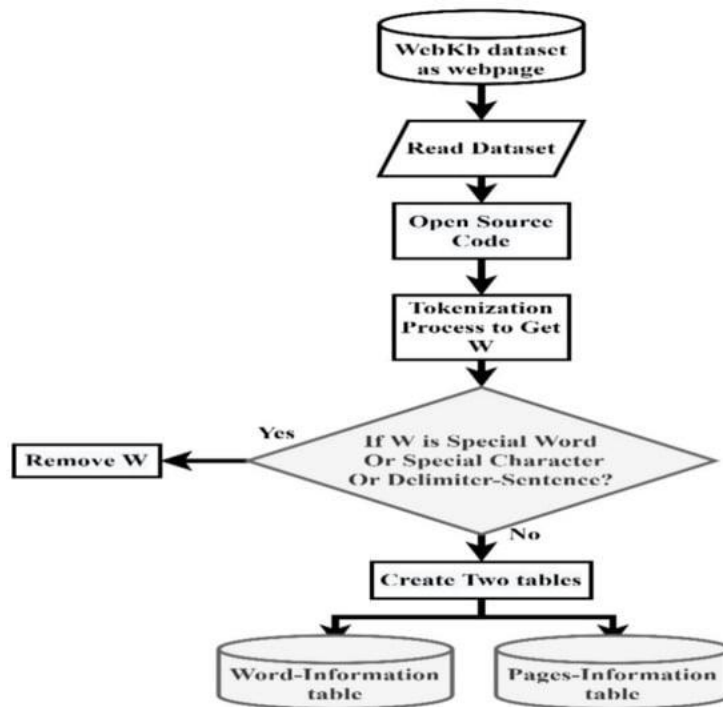 WebKb dataset
as webpage
Read Dataset
Open Source
Code
Tokenization
Process to Get
W
Yes
If W is Special Word
Or Special Character
Or Delimiter-Sentence?
Remove W
No
Create Two tables
Word-Information
table
Pages-Information
table